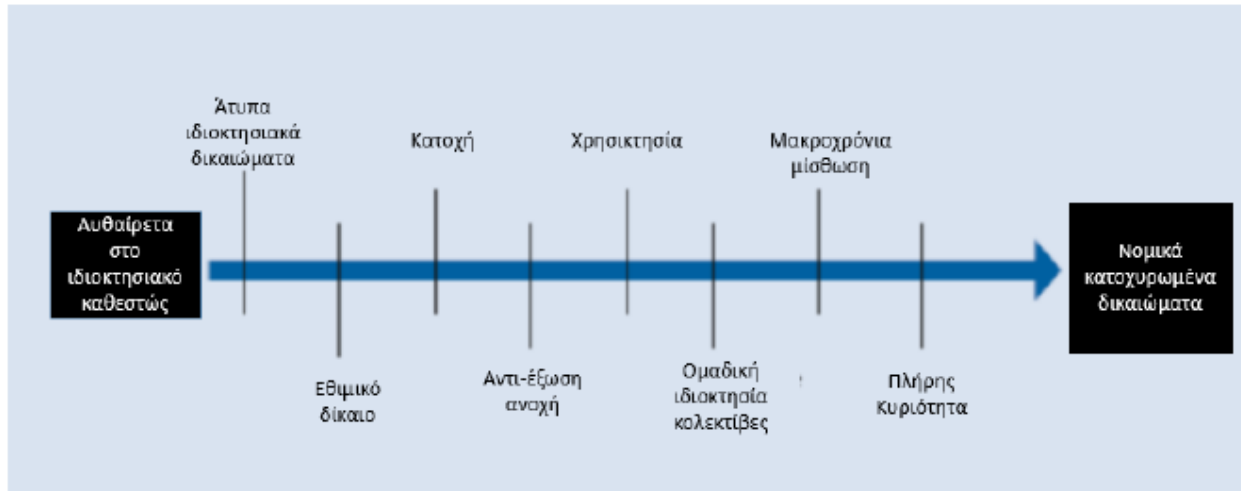 Άτυπα
ιδιοκτησιακά
δικαιώματα
Κατοχή
Χρησικτησία
Μακροχρόνια
μίσθωση
Αυθαίρετα
στο
ιδιοκτησιακό
καθεστώς
Νομικά
κατοχυρωμένα
δικαιώματα
Εθιμικό
δίκαιο
Αντι-έξωση
ανοχή
Ομαδική
ιδιοκτησία
κολεκτίβες
Πλήρης
Κυριότητα